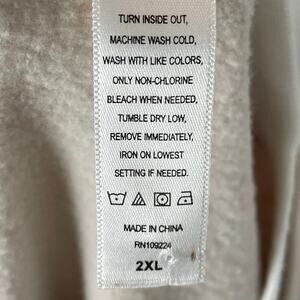 TURN INSIDE OUT,
MACHINE WASH COLD,
WASH WITH LIKE COLORS,
ONLY NON-CHLORINE
BLEACH WHEN NEEDED,
TUMBLE DRY LOW,
REMOVE IMMEDIATELY,
IRON ON LOWEST
SETTING IF NEEDED.
MADE IN CHINA
RN109224
2XL